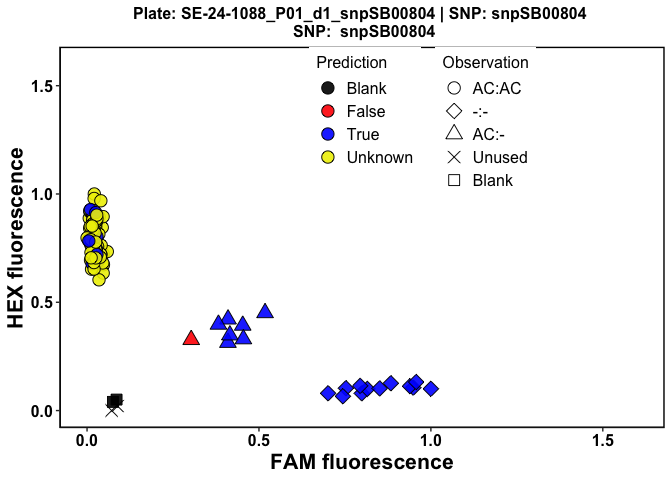 Plate: SE-24-1088_P01_d1_snpSB00804 | SNP: snpSB00804
SNP:  snpSB00804
Prediction
Blank
False
True
Unknown
Observation
AC:AC
-:-
AC:-
Unused
Blank
HEX fluorescence
1.5
1.0
0.5
0.0
0.0 0.5 1.0 1.5
FAM fluorescence